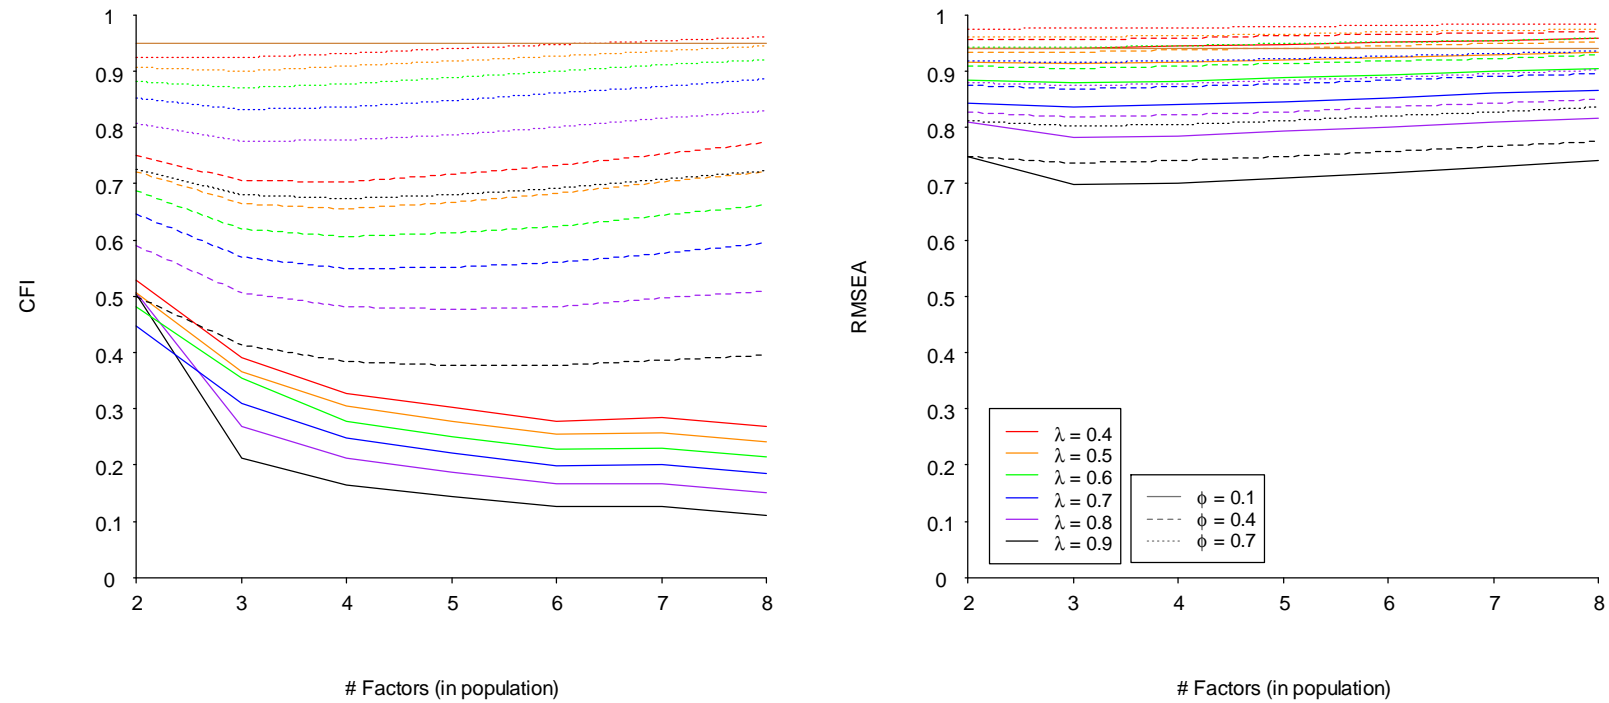 1
0.9
0.8
0.7
0.6
0.5
0.4
0.3
0.2
0.1
0
CFI
2 3 4 5 6 7 8
# Factors (in population)
1
0.9
0.8
0.7
0.6
0.5
0.4
0.3
0.2
0.1
0
RMSEA
λ = 0.4
λ = 0.5
λ = 0.6
λ = 0.7
λ = 0.8
λ = 0.9
ϕ = 0.1
ϕ = 0.4
ϕ = 0.7
2 3 4 5 6 7 8
# Factors (in population)